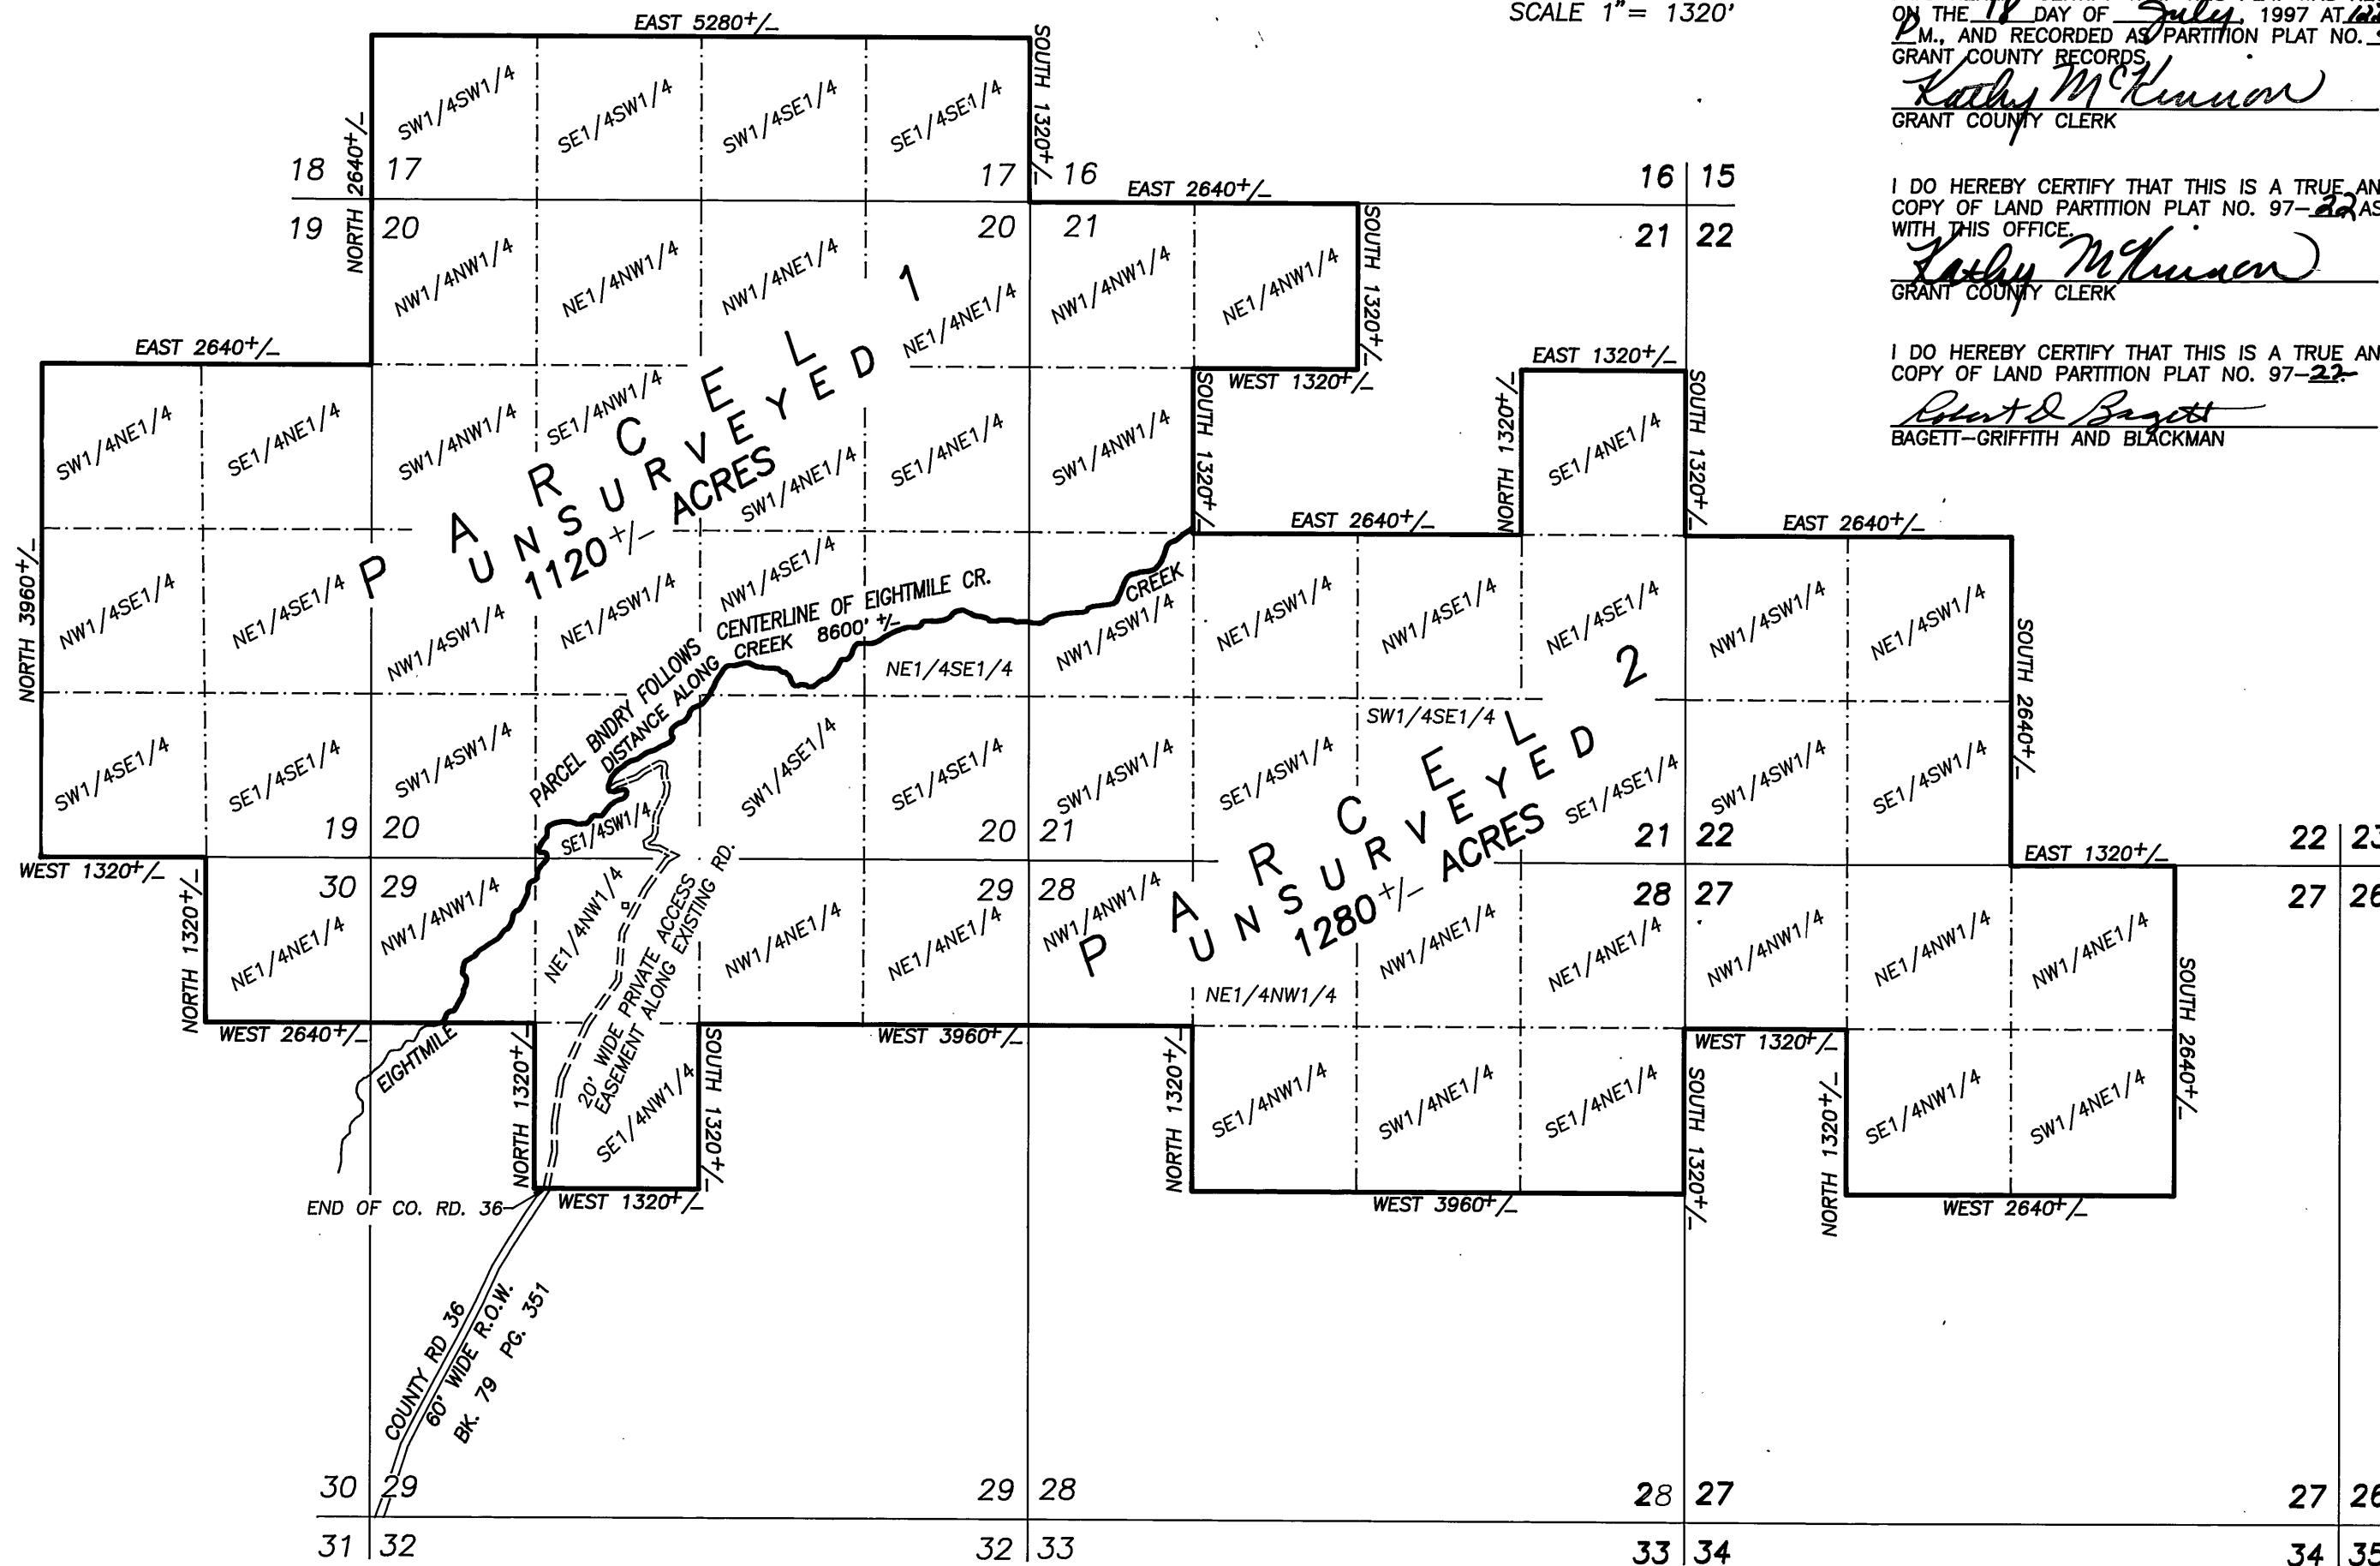 SCALE 1"= 1320'
ON THE 18 DAY OF July, 1997 AT
P M., AND RECORDED AS PARTITION PLAT NO.
GRANT COUNTY RECORDS
Kathy McKinnon
GRANT COUNTY CLERK
I DO HEREBY CERTIFY THAT THIS IS A TRUE AN
COPY OF LAND PARTITION PLAT NO. 97-22 AS
WITH THIS OFFICE.
Kathy McKinnon
GRANT COUNTY CLERK
I DO HEREBY CERTIFY THAT THIS IS A TRUE AN
COPY OF LAND PARTITION PLAT NO. 97-22
Robert D Bagett
BAGETT-GRIFFITH AND BLACKMAN
EAST 5280+/-
SOUTH 1320+/-
NORTH 2640+/-
SW1/4SW1/4
SE1/4SW1/4
SW1/4SE1/4
SE1/4SE1/4
18 17
17 16
16 15
19 20
20 21
21 22
EAST 2640+/-
SOUTH 1320+/-
NW1/4NW1/4
NE1/4NW1/4
NW1/4NE1/4
NE1/4NE1/4
NW1/4NW1/4
NE1/4NW1/4
EAST 2640+/-
WEST 1320+/-
SOUTH 1320+/-
EAST 1320+/-
NORTH 1320+/-
SOUTH 1320+/-
SW1/4NE1/4
SE1/4NE1/4
SW1/4NW1/4
SE1/4NW1/4
SW1/4NE1/4
SE1/4NE1/4
SW1/4NW1/4
SE1/4NE1/4
PARCEL 1
UNSURVEYED
1120+/- ACRES
EAST 2640+/-
EAST 2640+/-
NORTH 3960+/-
NW1/4SE1/4
NE1/4SE1/4
NW1/4SW1/4
NE1/4SW1/4
NW1/4SE1/4
NE1/4SE1/4
NW1/4SW1/4
NE1/4SW1/4
NW1/4SE1/4
NE1/4SE1/4
NW1/4SW1/4
NE1/4SW1/4
SOUTH 2640+/-
PARCEL BNDRY FOLLOWS CENTERLINE OF EIGHTMILE CR.
DISTANCE ALONG CREEK 8600' +/-
CREEK
SW1/4SE1/4
SE1/4SE1/4
SW1/4SW1/4
SE1/4SW1/4
SW1/4SE1/4
SE1/4SE1/4
SW1/4SW1/4
SE1/4SW1/4
SW1/4SE1/4
SE1/4SE1/4
SW1/4SW1/4
SE1/4SW1/4
PARCEL 2
UNSURVEYED
1280+/- ACRES
19 20
20 21
21 22
22 23
WEST 1320+/-
EAST 1320+/-
30 29
29 28
28 27
27 26
NORTH 1320+/-
NE1/4NE1/4
NW1/4NW1/4
NE1/4NW1/4
NW1/4NE1/4
NE1/4NE1/4
NW1/4NW1/4
NE1/4NW1/4
NW1/4NE1/4
NE1/4NE1/4
NW1/4NW1/4
NE1/4NW1/4
NW1/4NE1/4
SOUTH 2640+/-
20' WIDE PRIVATE ACCESS
EASEMENT ALONG EXISTING RD.
WEST 2640+/-
EIGHTMILE
NORTH 1320+/-
SE1/4NW1/4
SOUTH 1320+/-
WEST 3960+/-
NORTH 1320+/-
SE1/4NW1/4
SW1/4NE1/4
SE1/4NE1/4
WEST 1320+/-
SOUTH 1320+/-
NORTH 1320+/-
SE1/4NW1/4
SW1/4NE1/4
END OF CO. RD. 36
WEST 1320+/-
WEST 3960+/-
WEST 2640+/-
COUNTY RD 36
60' WIDE R.O.W.
BK. 79 PG. 351
30 29
29 28
28 27
27 26
31 32
32 33
33 34
34 35